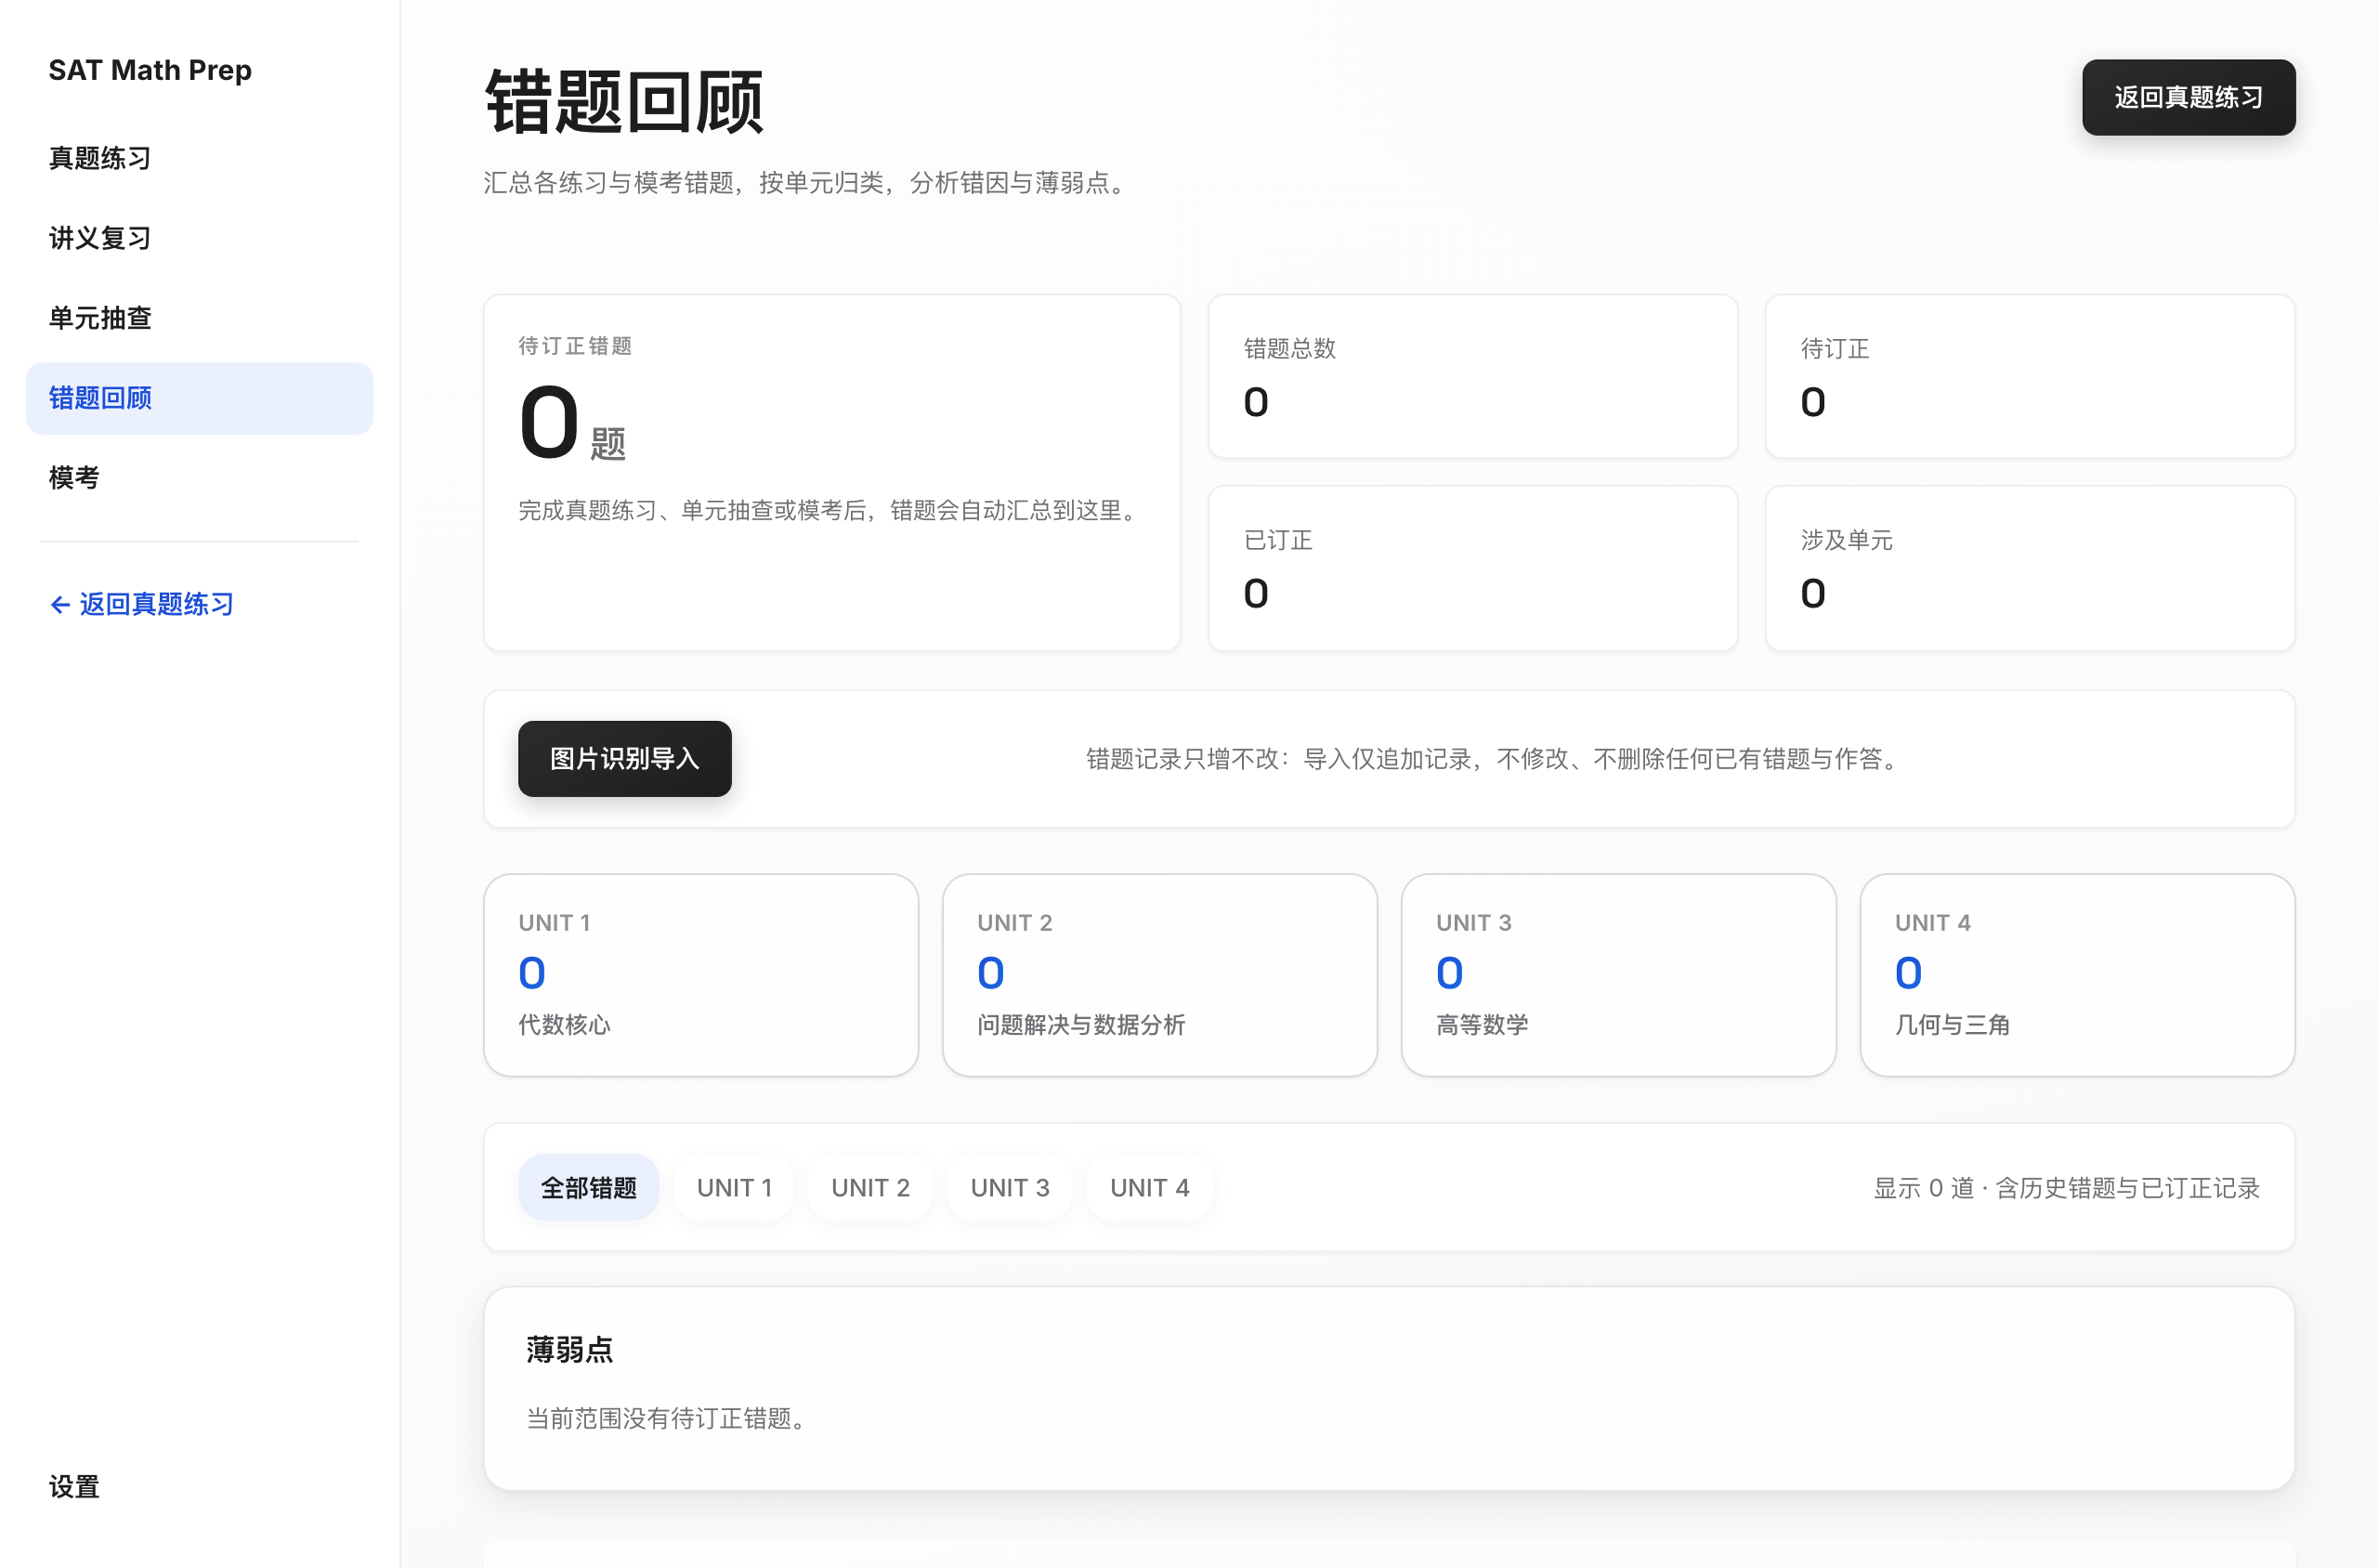 SAT Math Prep
真题练习
讲义复习
单元抽查
错题回顾
模考
← 返回真题练习
设置
错题回顾
返回真题练习
汇总各练习与模考错题，按单元归类，分析错因与薄弱点。
待订正错题
0 题
完成真题练习、单元抽查或模考后，错题会自动汇总到这里。
错题总数
0
待订正
0
已订正
0
涉及单元
0
图片识别导入
错题记录只增不改：导入仅追加记录，不修改、不删除任何已有错题与作答。
UNIT 1
0
代数核心
UNIT 2
0
问题解决与数据分析
UNIT 3
0
高等数学
UNIT 4
0
几何与三角
全部错题
UNIT 1
UNIT 2
UNIT 3
UNIT 4
显示 0 道 · 含历史错题与已订正记录
薄弱点
当前范围没有待订正错题。